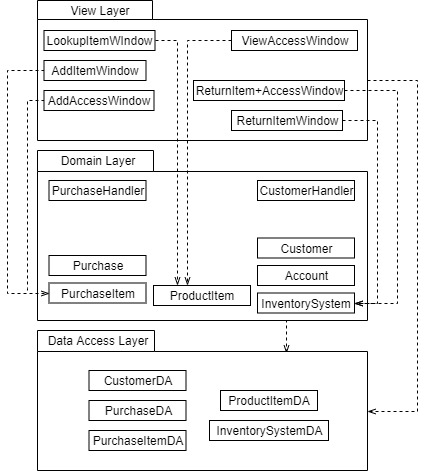 View Layer
LookupItemWIndow
ViewAccessWindow
AddItemWindow
ReturnItem+AccessWindow
AddAccessWindow
ReturnItemWindow
Domain Layer
PurchaseHandler
CustomerHandler
Customer
Purchase
Account
PurchaseItem
ProductItem
InventorySystem
Data Access Layer
CustomerDA
ProductItemDA
PurchaseDA
InventorySystemDA
PurchaseItemDA